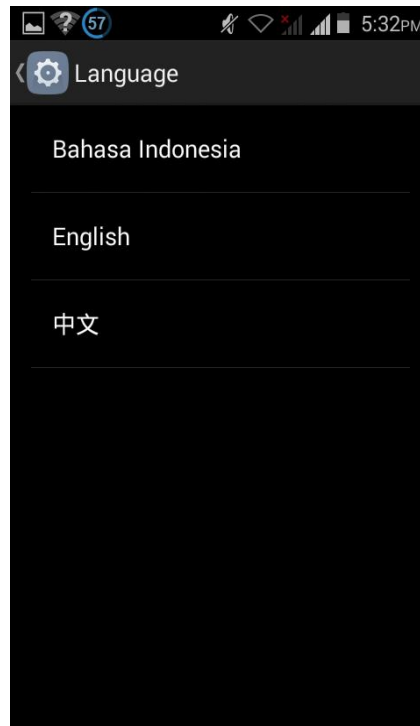 57 5:32PM
Language
Bahasa Indonesia
English
中文